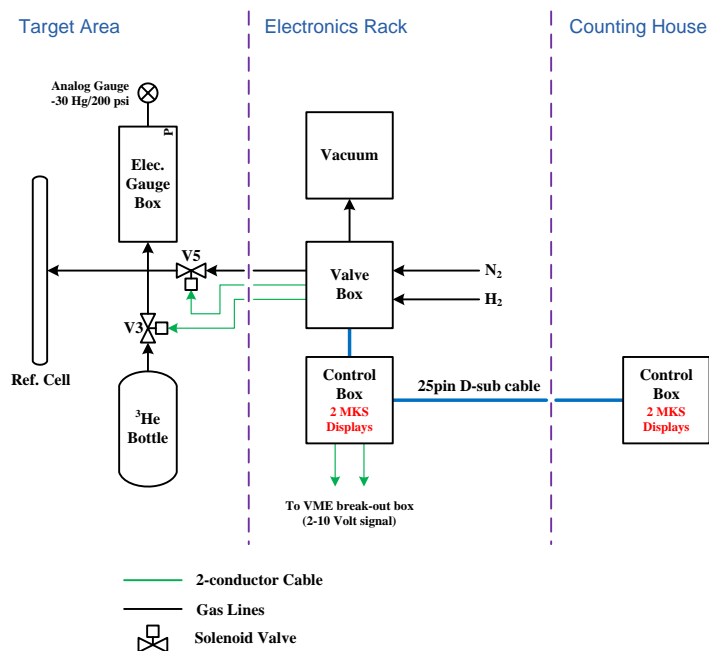 Target Area
Electronics Rack
Counting House
Analog Gauge
-30 Hg/200 psi
P
Elec.
Gauge
Box
Vacuum
V5
Valve
Box
N₂
H₂
V3
Ref. Cell
³He
Bottle
Control
Box
2 MKS
Displays
25pin D-sub cable
Control
Box
2 MKS
Displays
To VME break-out box
(2-10 Volt signal)
2-conductor Cable
Gas Lines
Solenoid Valve